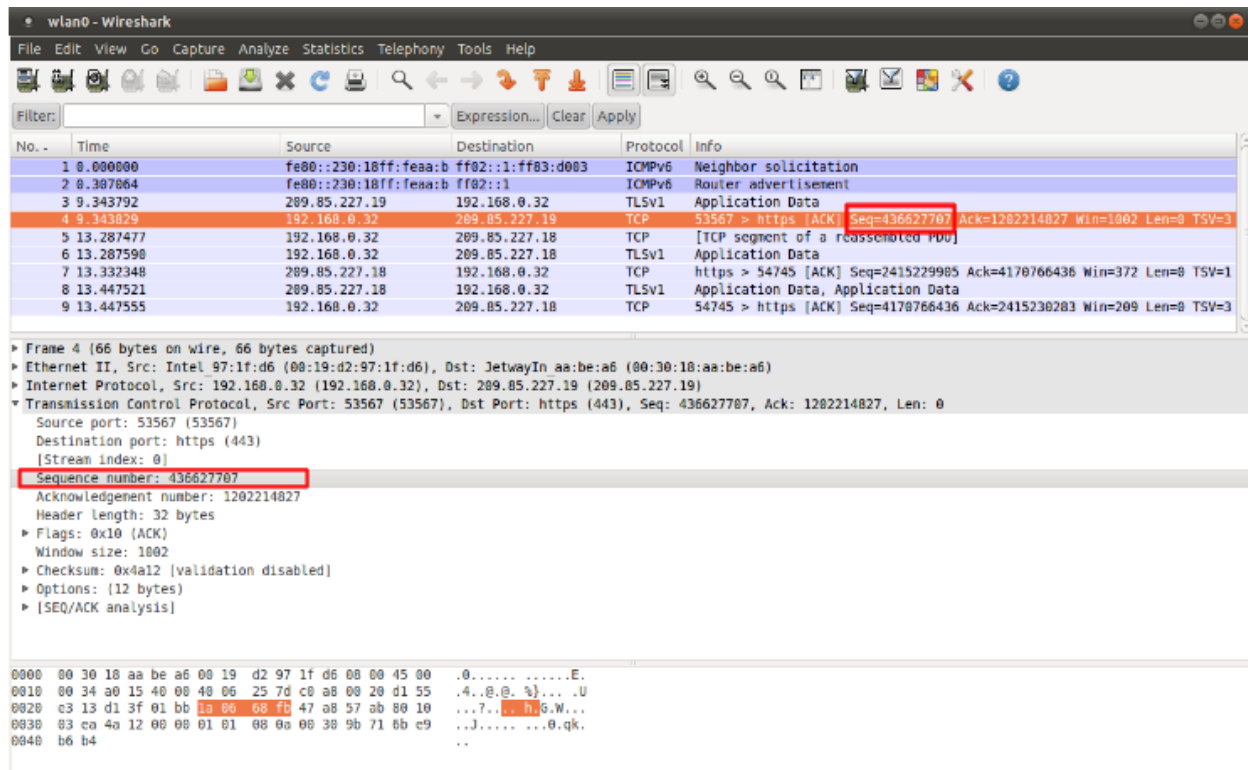 wlan0 - Wireshark
File Edit View Go Capture Analyze Statistics Telephony Tools Help
Filter: Expression... Clear Apply
No. . Time Source Destination Protocol Info
1 0.000000 fe80::230:18ff:feaa:b ff02::1:ff83:d003 ICMPv6 Neighbor solicitation
2 0.307064 fe80::230:18ff:feaa:b ff02::1 ICMPv6 Router advertisement
3 9.343792 209.85.227.19 192.168.0.32 TLSv1 Application Data
4 9.343829 192.168.0.32 209.85.227.19 TCP 53567 > https [ACK] Seq=436627707 Ack=1202214827 Win=1002 Len=0 TSV=3
5 13.287477 192.168.0.32 209.85.227.18 TCP [TCP segment of a reassembled PDU]
6 13.287590 192.168.0.32 209.85.227.18 TLSv1 Application Data
7 13.332348 209.85.227.18 192.168.0.32 TCP https > 54745 [ACK] Seq=2415229905 Ack=4170766436 Win=372 Len=0 TSV=1
8 13.447521 209.85.227.18 192.168.0.32 TLSv1 Application Data, Application Data
9 13.447555 192.168.0.32 209.85.227.18 TCP 54745 > https [ACK] Seq=4170766436 Ack=2415230283 Win=209 Len=0 TSV=3
Frame 4 (66 bytes on wire, 66 bytes captured)
Ethernet II, Src: Intel_97:1f:d6 (00:19:d2:97:1f:d6), Dst: JetwayIn_aa:be:a6 (00:30:18:aa:be:a6)
Internet Protocol, Src: 192.168.0.32 (192.168.0.32), Dst: 209.85.227.19 (209.85.227.19)
Transmission Control Protocol, Src Port: 53567 (53567), Dst Port: https (443), Seq: 436627707, Ack: 1202214827, Len: 0
Source port: 53567 (53567)
Destination port: https (443)
[Stream index: 0]
Sequence number: 436627707
Acknowledgement number: 1202214827
Header length: 32 bytes
Flags: 0x10 (ACK)
Window size: 1002
Checksum: 0x4a12 [validation disabled]
Options: (12 bytes)
[SEQ/ACK analysis]
0000 00 30 18 aa be a6 00 19 d2 97 1f d6 08 00 45 00 .0...... ......E.
0010 00 34 a0 15 40 00 40 06 25 7d c0 a8 00 20 d1 55 .4..@.@. %}... .U
0020 e3 13 d1 3f 01 bb 1a 06 68 fb 47 a8 57 ab 80 10 ...?.... h.G.W...
0030 03 ea 4a 12 00 00 01 01 08 0a 00 30 9b 71 6b e9 ..J..... ...0.qk.
0040 b6 b4 ..